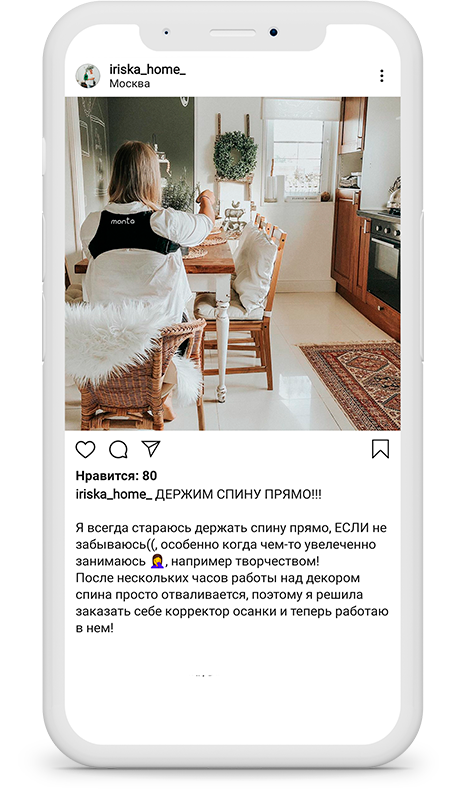 iriska_home_
Москва
monta
Нравится: 80
iriska_home_ ДЕРЖИМ СПИНУ ПРЯМО!!!
Я всегда стараюсь держать спину прямо, ЕСЛИ не
забываюсь((, особенно когда чем-то увлеченно
занимаюсь 🤦‍♀️, например творчеством!
После нескольких часов работы над декором
спина просто отваливается, поэтому я решила
заказать себе корректор осанки и теперь работаю
в нем!